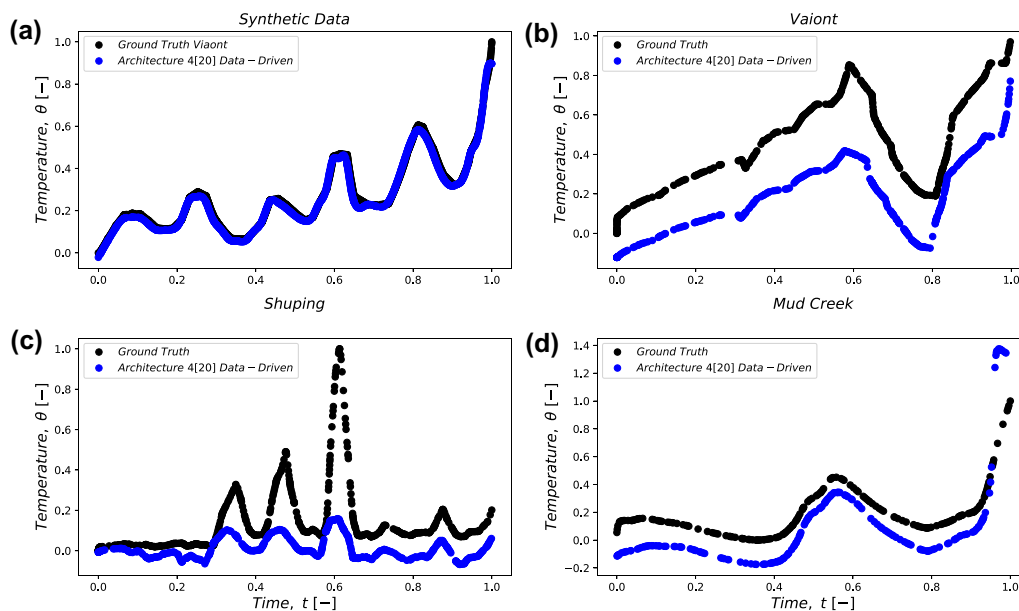 Synthetic Data
(a)
Ground Truth Viaont
Architecture 4[20] Data − Driven
Temperature, θ [−]
1.0
0.8
0.6
0.4
0.2
0.0
0.0 0.2 0.4 0.6 0.8 1.0
Vaiont
(b)
Ground Truth
Architecture 4[20] Data − Driven
Temperature, θ [−]
1.0
0.8
0.6
0.4
0.2
0.0
0.0 0.2 0.4 0.6 0.8 1.0
Shuping
(c)
Ground Truth
Architecture 4[20] Data − Driven
Temperature, θ [−]
1.0
0.8
0.6
0.4
0.2
0.0
0.0 0.2 0.4 0.6 0.8 1.0
Time, t [−]
Mud Creek
(d)
Ground Truth
Architecture 4[20] Data − Driven
Temperature, θ [−]
1.4
1.2
1.0
0.8
0.6
0.4
0.2
0.0
−0.2
0.0 0.2 0.4 0.6 0.8 1.0
Time, t [−]